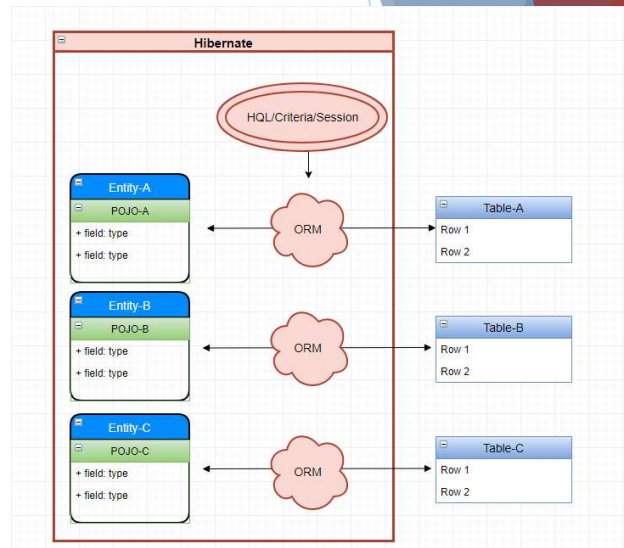 Hibernate
HQL/Criteria/Session
Entity-A
POJO-A
+ field: type
+ field: type
ORM
Table-A
Row 1
Row 2
Entity-B
POJO-B
+ field: type
+ field: type
ORM
Table-B
Row 1
Row 2
Entity-C
POJO-C
+ field: type
+ field: type
ORM
Table-C
Row 1
Row 2